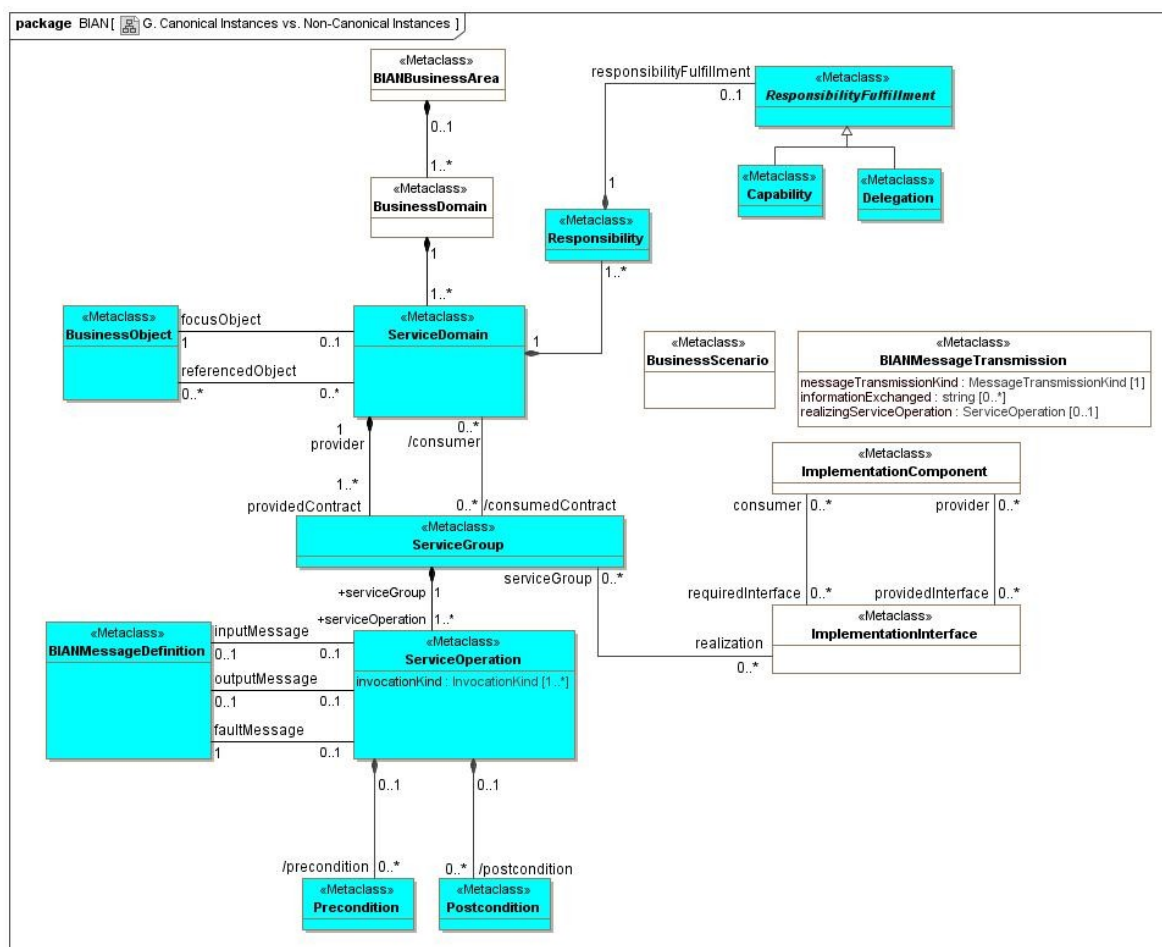 package BIAN [ G. Canonical Instances vs. Non-Canonical Instances ]
«Metaclass»
BIANBusinessArea
0..1
1..*
«Metaclass»
BusinessDomain
1
1..*
responsibilityFulfillment
0..1
«Metaclass»
ResponsibilityFulfillment
«Metaclass»
Capability
«Metaclass»
Delegation
1
«Metaclass»
Responsibility
1..*
1
«Metaclass»
BusinessObject
focusObject
1
0..1
referencedObject
0..*
0..*
«Metaclass»
ServiceDomain
«Metaclass»
BusinessScenario
«Metaclass»
BIANMessageTransmission
messageTransmissionKind : MessageTransmissionKind [1]
informationExchanged : string [0..*]
realizingServiceOperation : ServiceOperation [0..1]
1
provider
0..*
/consumer
1..*
providedContract
0..*
/consumedContract
«Metaclass»
ServiceGroup
«Metaclass»
ImplementationComponent
consumer
0..*
provider
0..*
requiredInterface
0..*
providedInterface
0..*
«Metaclass»
ImplementationInterface
serviceGroup
0..*
realization
0..*
+serviceGroup
1
+serviceOperation
1..*
«Metaclass»
BIANMessageDefinition
inputMessage
0..1
0..1
outputMessage
0..1
0..1
faultMessage
1
0..1
«Metaclass»
ServiceOperation
invocationKind : InvocationKind [1..*]
0..1
0..1
/precondition
0..*
0..*
/postcondition
«Metaclass»
Precondition
«Metaclass»
Postcondition